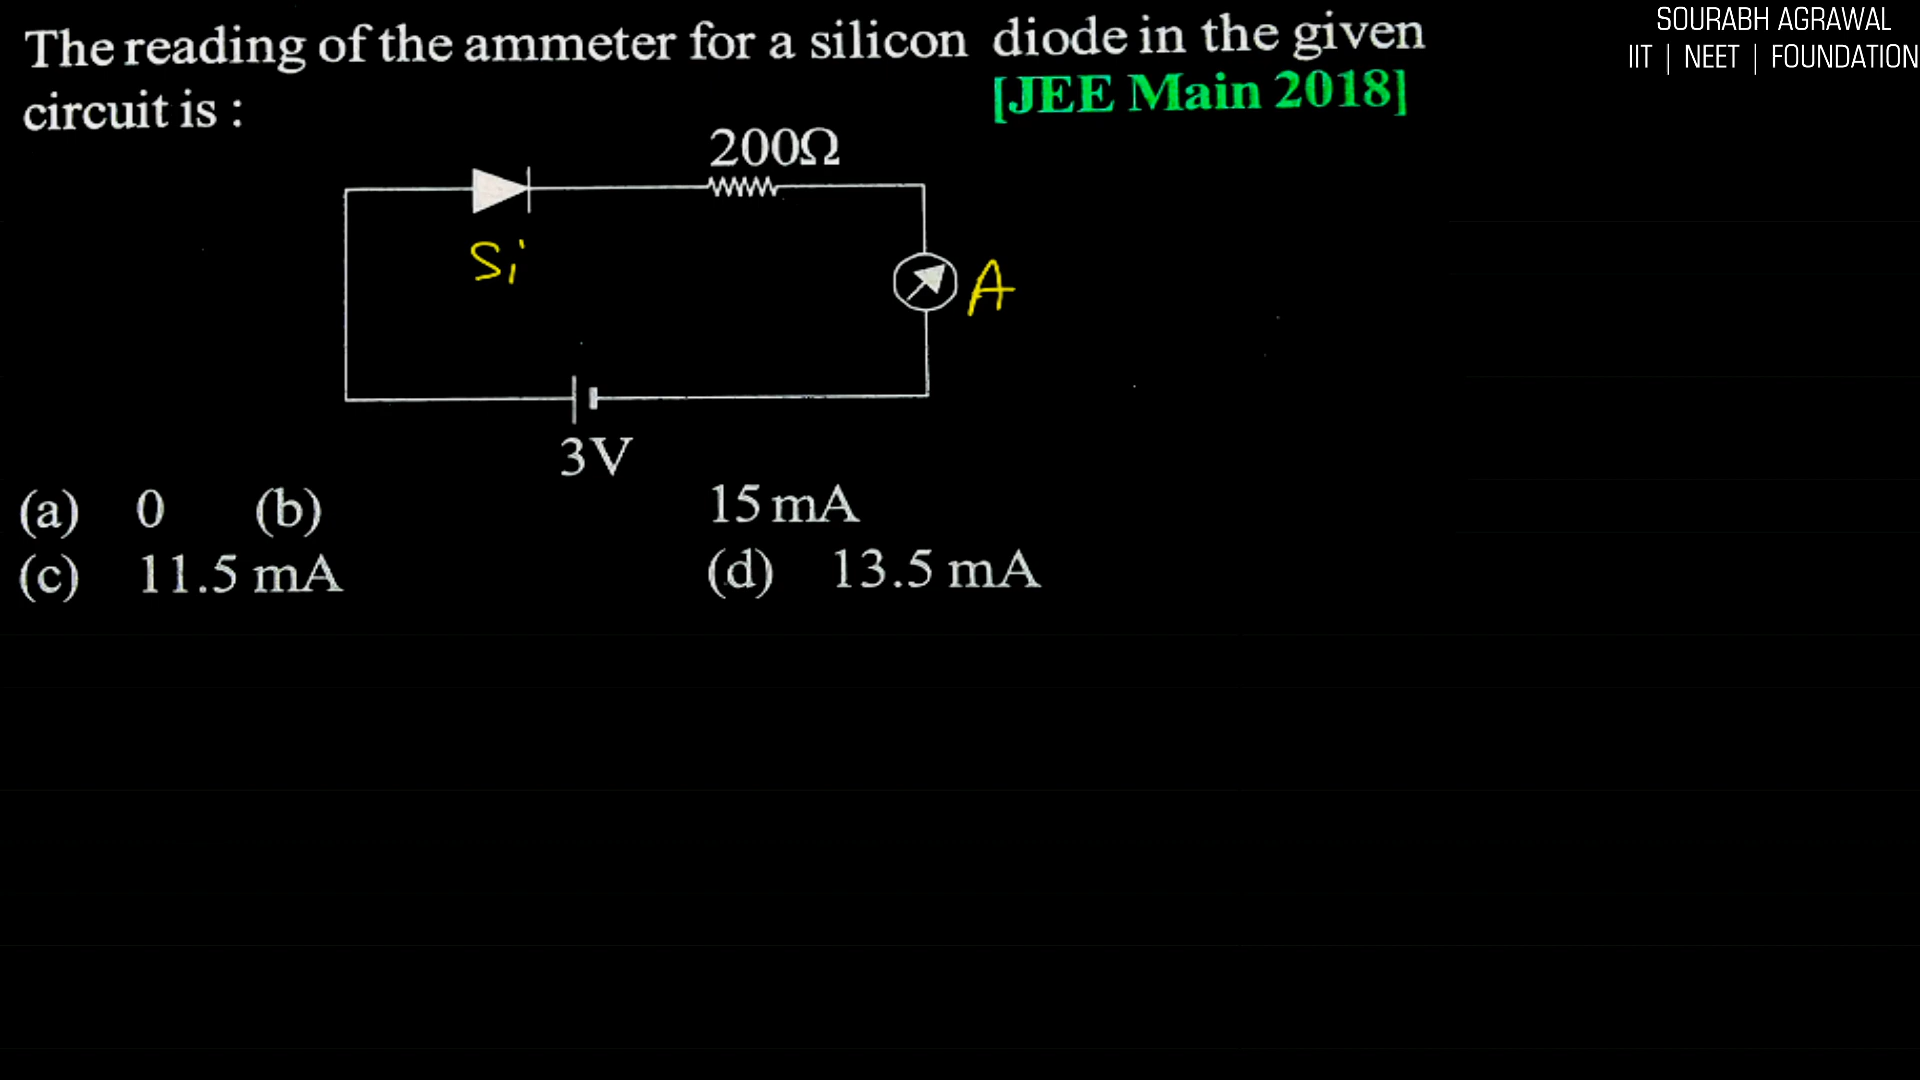 SOURABH AGRAWAL
IIT | NEET | FOUNDATION
The reading of the ammeter for a silicon diode in the given
circuit is :
[JEE Main 2018]
200Ω
Si
A
3V
(a) 0 (b) 15 mA
(c) 11.5 mA (d) 13.5 mA